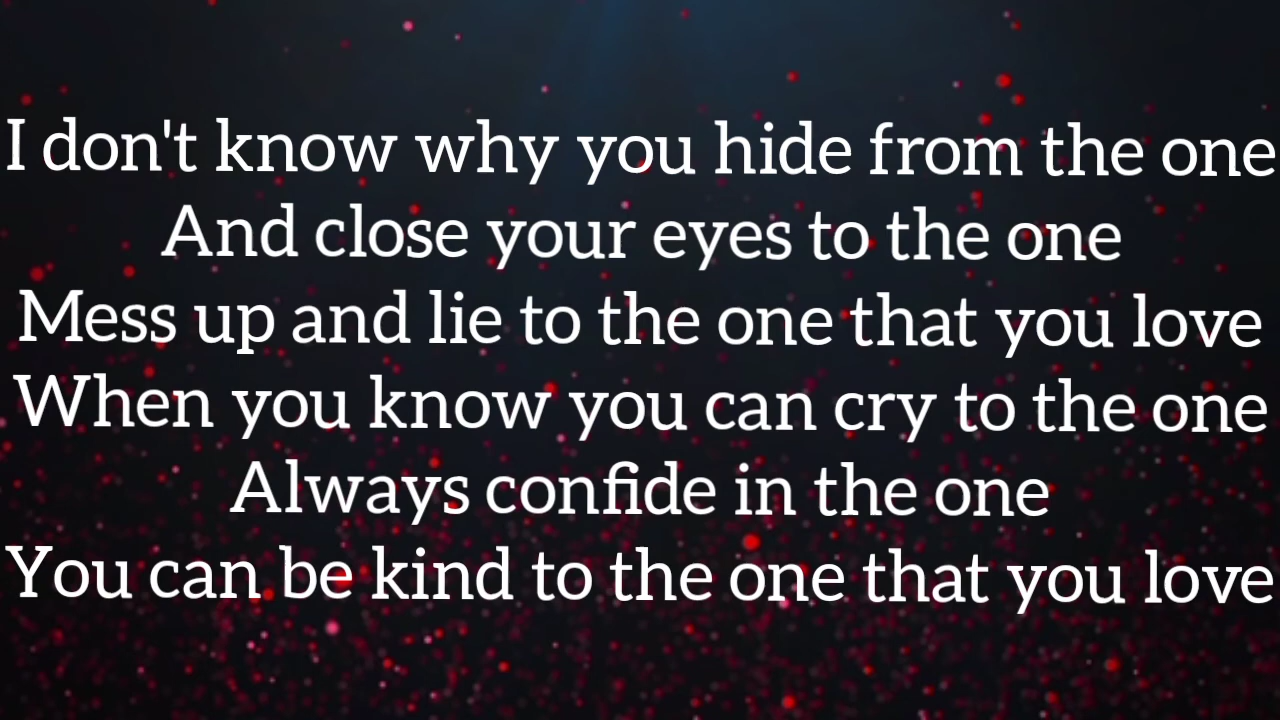 I don't know why you hide from the one
And close your eyes to the one
Mess up and lie to the one that you love
When you know you can cry to the one
Always confide in the one
You can be kind to the one that you love